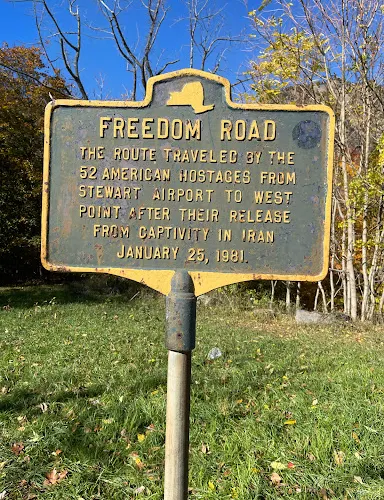 FREEDOM ROAD
THE ROUTE TRAVELED BY THE
52 AMERICAN HOSTAGES FROM
STEWART AIRPORT TO WEST
POINT AFTER THEIR RELEASE
FROM CAPTIVITY IN IRAN
JANUARY 25, 1981.